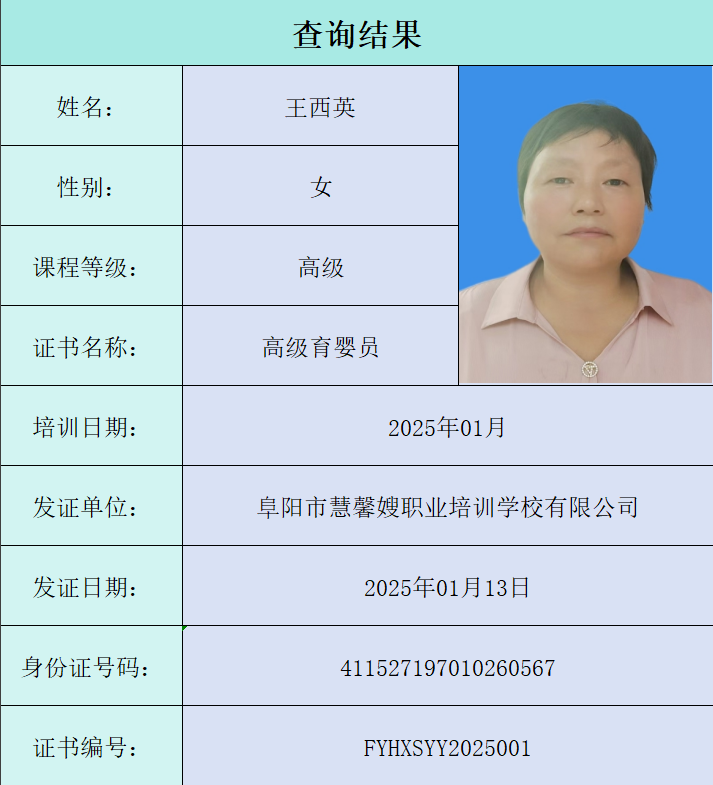 查询结果
姓名： 王西英
性别： 女
课程等级： 高级
证书名称： 高级育婴员
培训日期： 2025年01月
发证单位： 阜阳市慧馨嫂职业培训学校有限公司
发证日期： 2025年01月13日
身份证号码： 411527197010260567
证书编号： FYHXSYY2025001